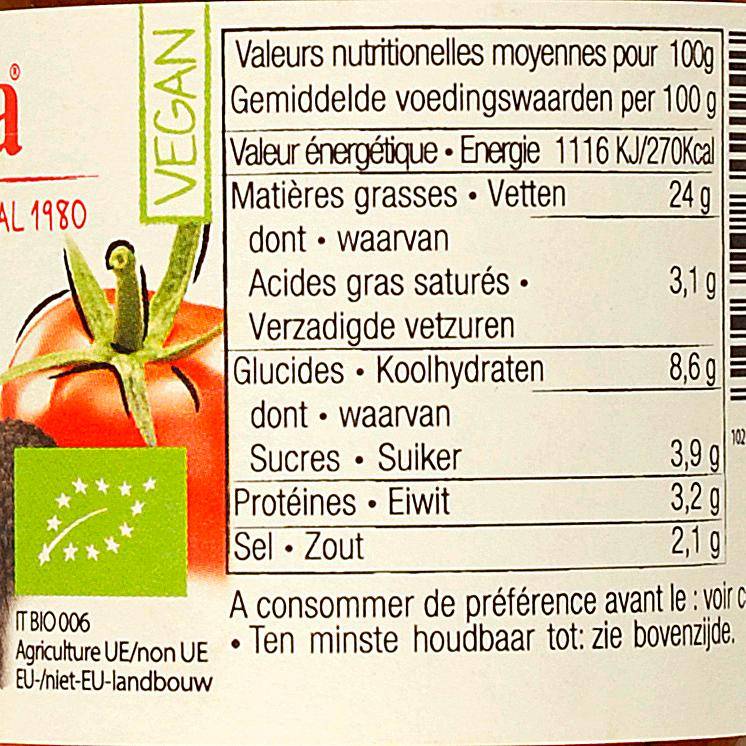 a®
AL 1980
VEGAN
Valeurs nutritionelles moyennes pour 100g
Gemiddelde voedingswaarden per 100 g
Valeur énergétique • Energie 1116 KJ/270Kcal
Matières grasses • Vetten 24 g
dont • waarvan
Acides gras saturés • 3,1 g
Verzadigde vetzuren
Glucides • Koolhydraten 8,6 g
dont • waarvan
Sucres • Suiker 3,9 g
Protéines • Eiwit 3,2 g
Sel • Zout 2,1 g
102
IT BIO 006
Agriculture UE/non UE
EU-/niet-EU-landbouw
A consommer de préférence avant le : voir c
• Ten minste houdbaar tot: zie bovenzijde.